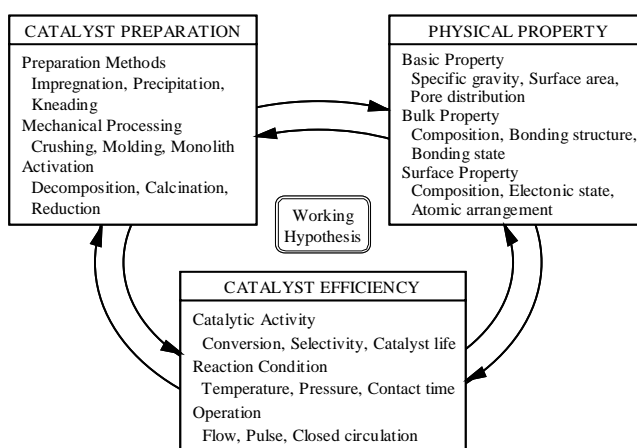 CATALYST PREPARATION
Preparation Methods
Impregnation, Precipitation,
Kneading
Mechanical Processing
Crushing, Molding, Monolith
Activation
Decomposition, Calcination,
Reduction
PHYSICAL PROPERTY
Basic Property
Specific gravity, Surface area,
Pore distribution
Bulk Property
Composition, Bonding structure,
Bonding state
Surface Property
Composition, Electonic state,
Atomic arrangement
Working
Hypothesis
CATALYST EFFICIENCY
Catalytic Activity
Conversion, Selectivity, Catalyst life
Reaction Condition
Temperature, Pressure, Contact time
Operation
Flow, Pulse, Closed circulation